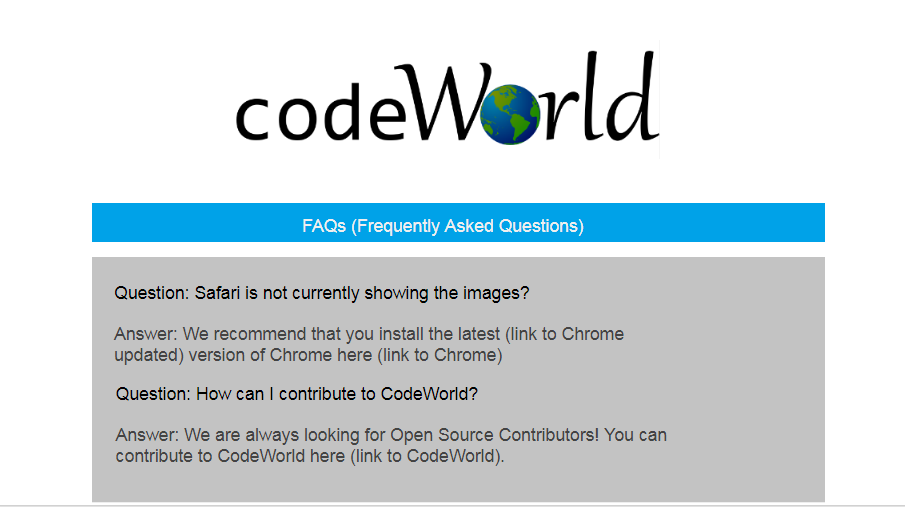 codeWorld
FAQs (Frequently Asked Questions)
Question: Safari is not currently showing the images?
Answer: We recommend that you install the latest (link to Chrome
updated) version of Chrome here (link to Chrome)
Question: How can I contribute to CodeWorld?
Answer: We are always looking for Open Source Contributors! You can
contribute to CodeWorld here (link to CodeWorld).